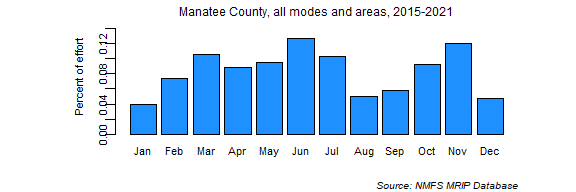 Manatee County, all modes and areas, 2015-2021
Percent of effort
0.12
0.08
0.04
0.00
Jan Feb Mar Apr May Jun Jul Aug Sep Oct Nov Dec
Source: NMFS MRIP Database